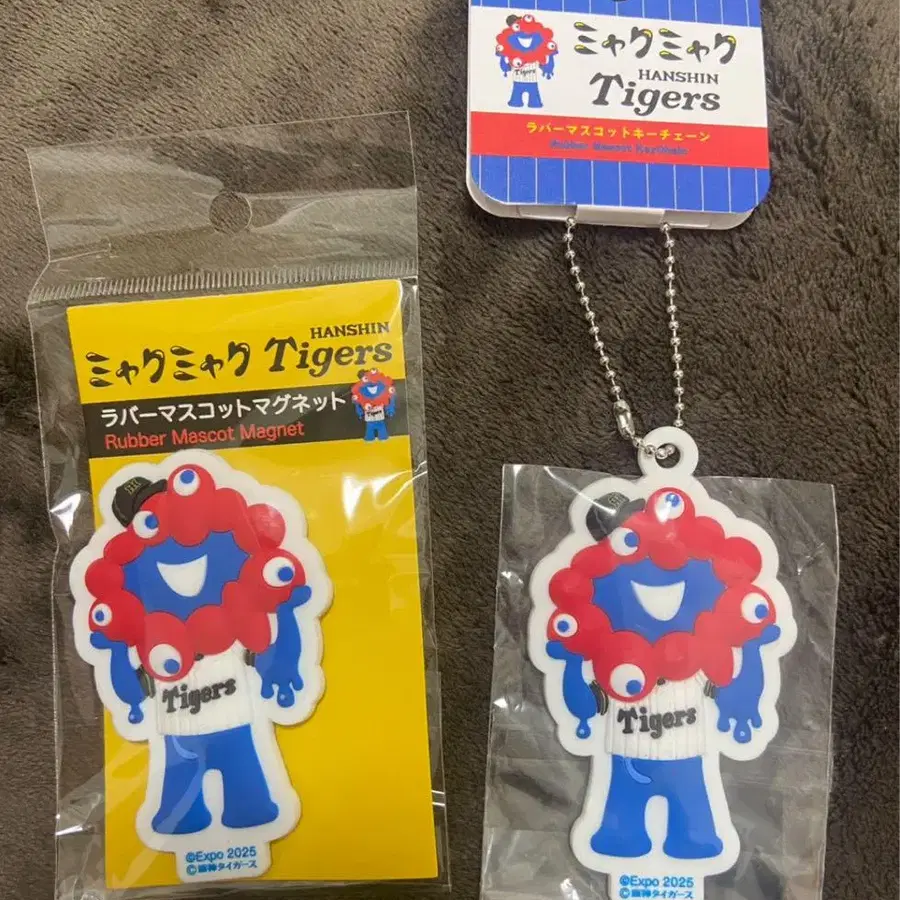 HANSHIN
ミャクミャク Tigers
ラバーマスコットマグネット
Rubber Mascot Magnet
Tigers
©Expo 2025
©阪神タイガース
ミャクミャク
HANSHIN
Tigers
ラバーマスコットキーチェーン
Rubber Mascot KeyChain
Tigers
©Expo 2025
©阪神タイガース